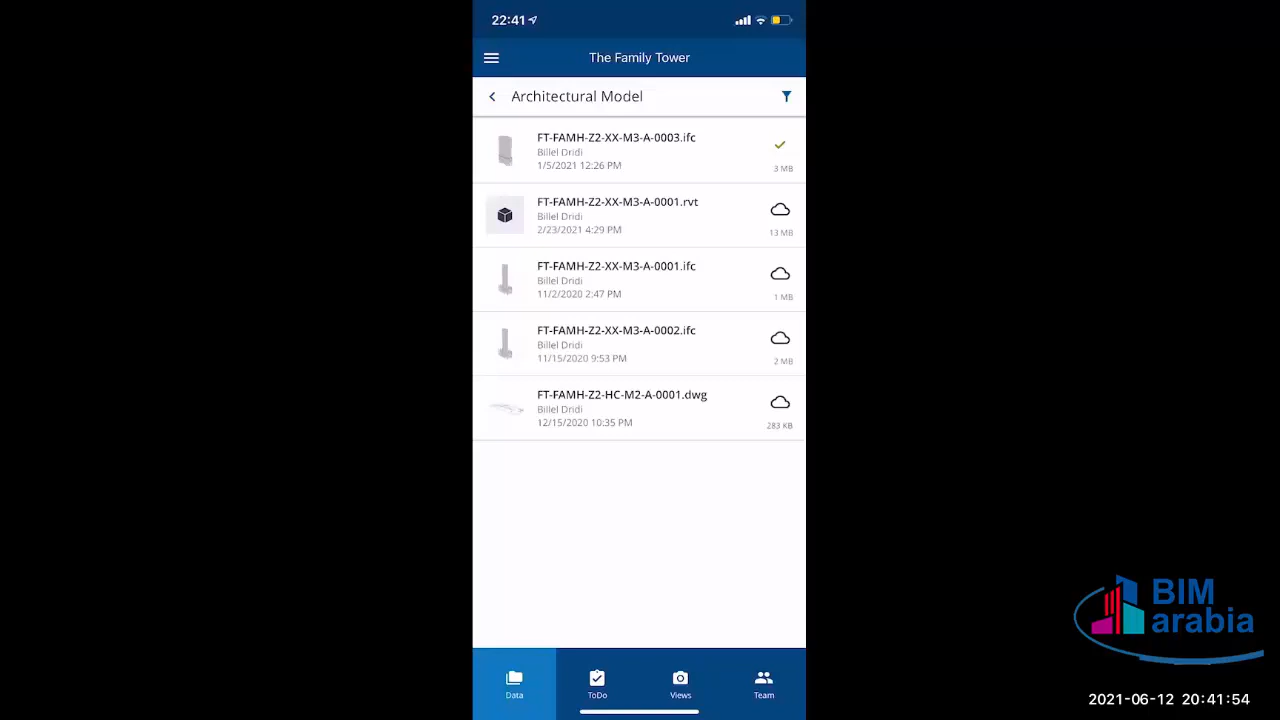 22:41
The Family Tower
Architectural Model
FT-FAMH-Z2-XX-M3-A-0003.ifc
Billel Dridi
1/5/2021 12:26 PM
3 MB
FT-FAMH-Z2-XX-M3-A-0001.rvt
Billel Dridi
2/23/2021 4:29 PM
13 MB
FT-FAMH-Z2-XX-M3-A-0001.ifc
Billel Dridi
11/2/2020 2:47 PM
1 MB
FT-FAMH-Z2-XX-M3-A-0002.ifc
Billel Dridi
11/15/2020 9:53 PM
2 MB
FT-FAMH-Z2-HC-M2-A-0001.dwg
Billel Dridi
12/15/2020 10:35 PM
283 KB
Data
ToDo
Views
Team
BIM
arabia
2021-06-12 20:41:54